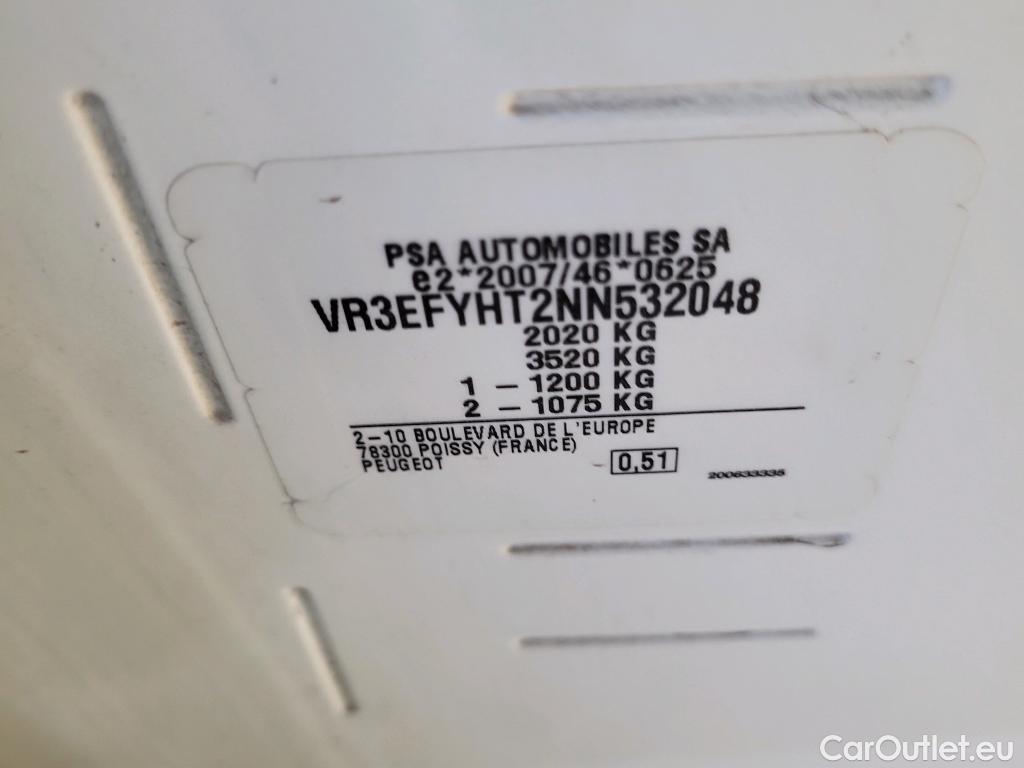 PSA AUTOMOBILES SA
e2*2007/46*0625
VR3EFYHT2NN532048
2020 KG
3520 KG
1 - 1200 KG
2 - 1075 KG
2-10 BOULEVARD DE L'EUROPE
78300 POISSY (FRANCE)
PEUGEOT
0,51
200633335
CarOutlet.eu